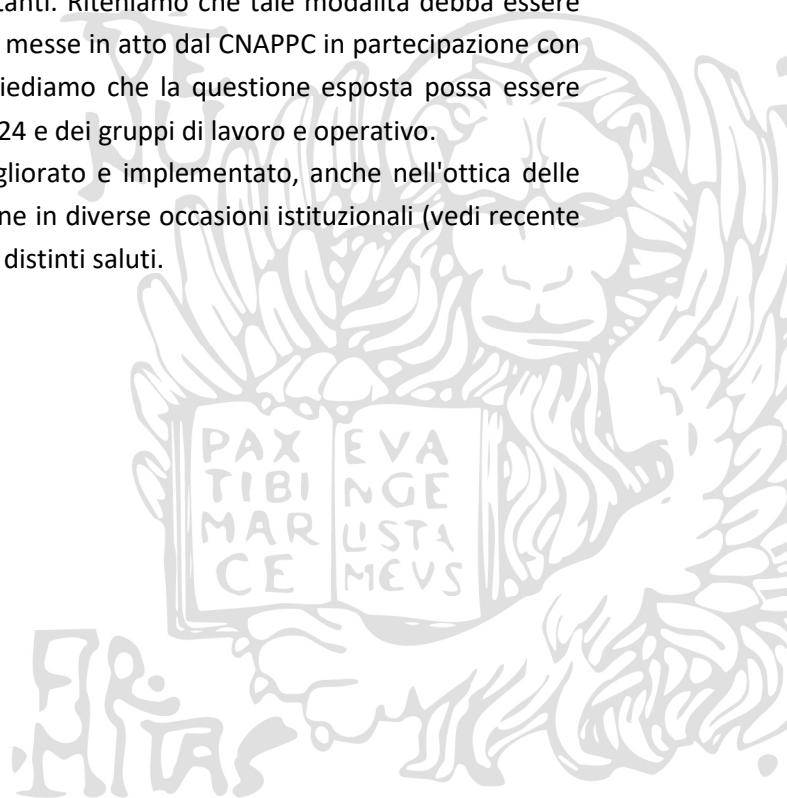 tanti. Riteniamo che tale modalità debba essere
messe in atto dal CNAPPC in partecipazione con
iediamo che la questione esposta possa essere
24 e dei gruppi di lavoro e operativo.
gliorato e implementato, anche nell'ottica delle
ne in diverse occasioni istituzionali (vedi recente
distinti saluti.
PAX
TIBI
MAR
CE
EVA
NGE
LISTA
MEVS
FIR
MITAS